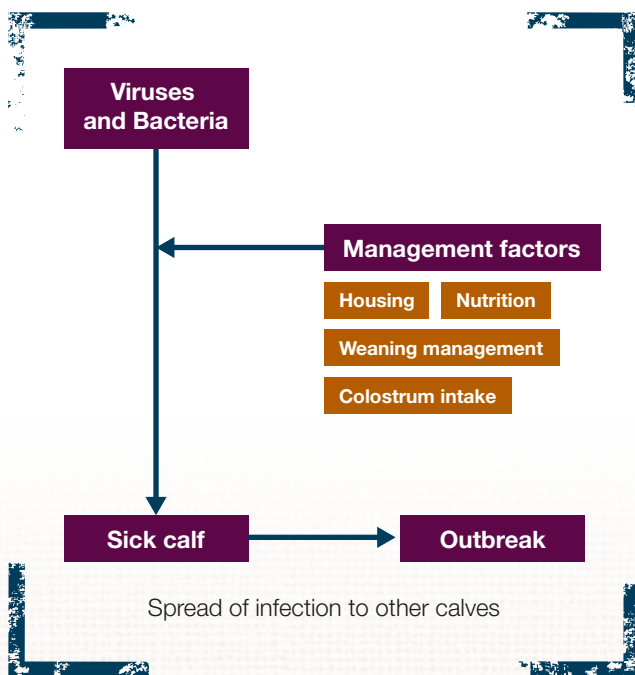 Viruses
and Bacteria
Management factors
Housing
Nutrition
Weaning management
Colostrum intake
Sick calf
Outbreak
Spread of infection to other calves